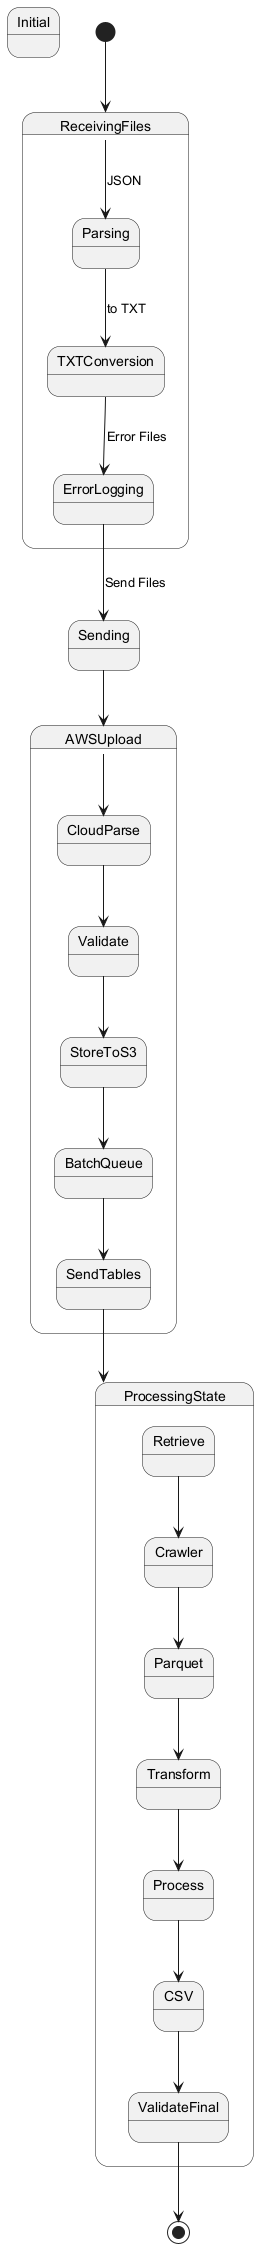 Initial
ReceivingFiles
JSON
Parsing
to TXT
TXTConversion
Error Files
ErrorLogging
Send Files
Sending
AWSUpload
CloudParse
Validate
StoreToS3
BatchQueue
SendTables
ProcessingState
Retrieve
Crawler
Parquet
Transform
Process
CSV
ValidateFinal